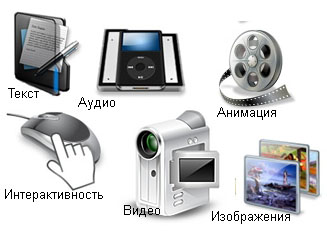 Текст
Аудио
Анимация
Интерактивность
Видео
Изображения